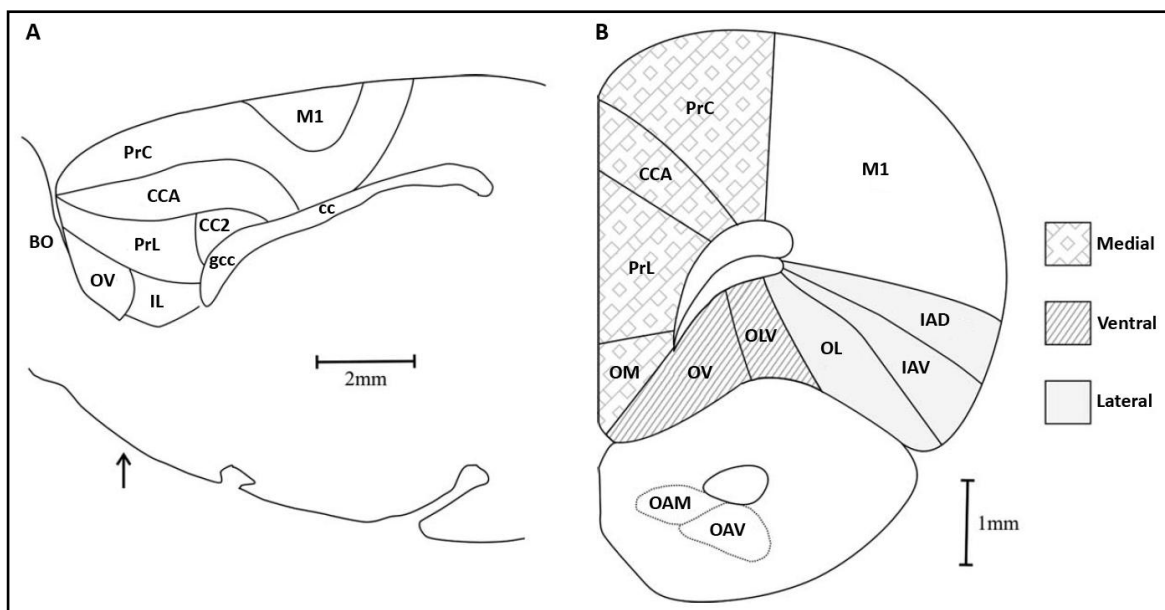 A
M1
PrC
CCA
cc
CC2
BO
PrL
gcc
OV
IL
2mm
B
PrC
CCA
M1
PrL
OM
OV
OLV
OL
IAD
IAV
OAM
OAV
Medial
Ventral
Lateral
1mm